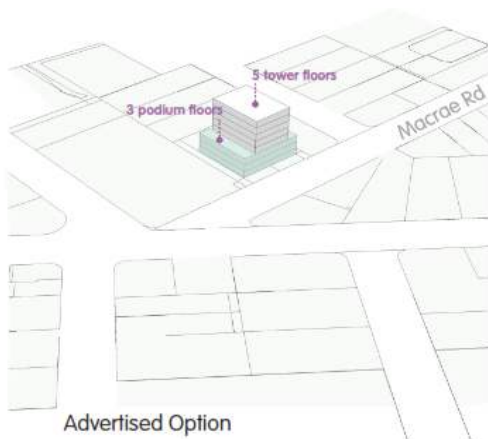 5 tower floors
3 podium floors
Macrae Rd
Advertised Option